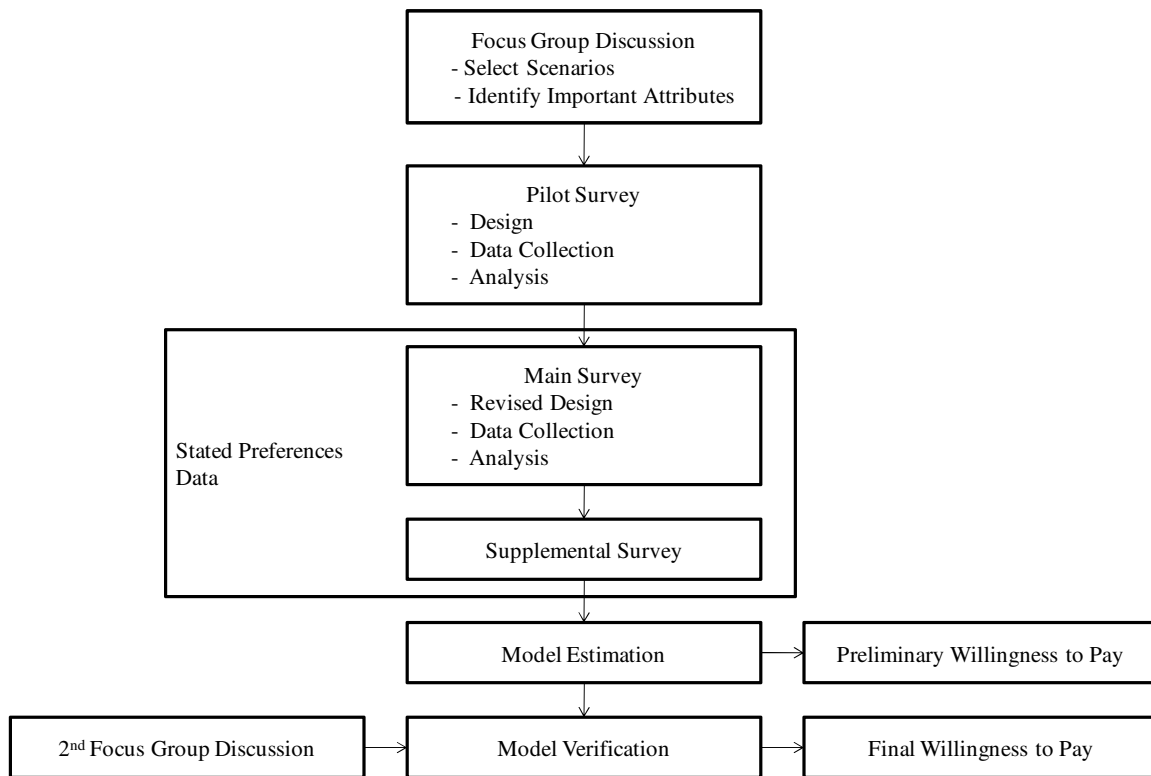 Focus Group Discussion
- Select Scenarios
- Identify Important Attributes
Pilot Survey
- Design
- Data Collection
- Analysis
Main Survey
- Revised Design
- Data Collection
- Analysis
Stated Preferences
Data
Supplemental Survey
Model Estimation
Preliminary Willingness to Pay
2nd Focus Group Discussion
Model Verification
Final Willingness to Pay